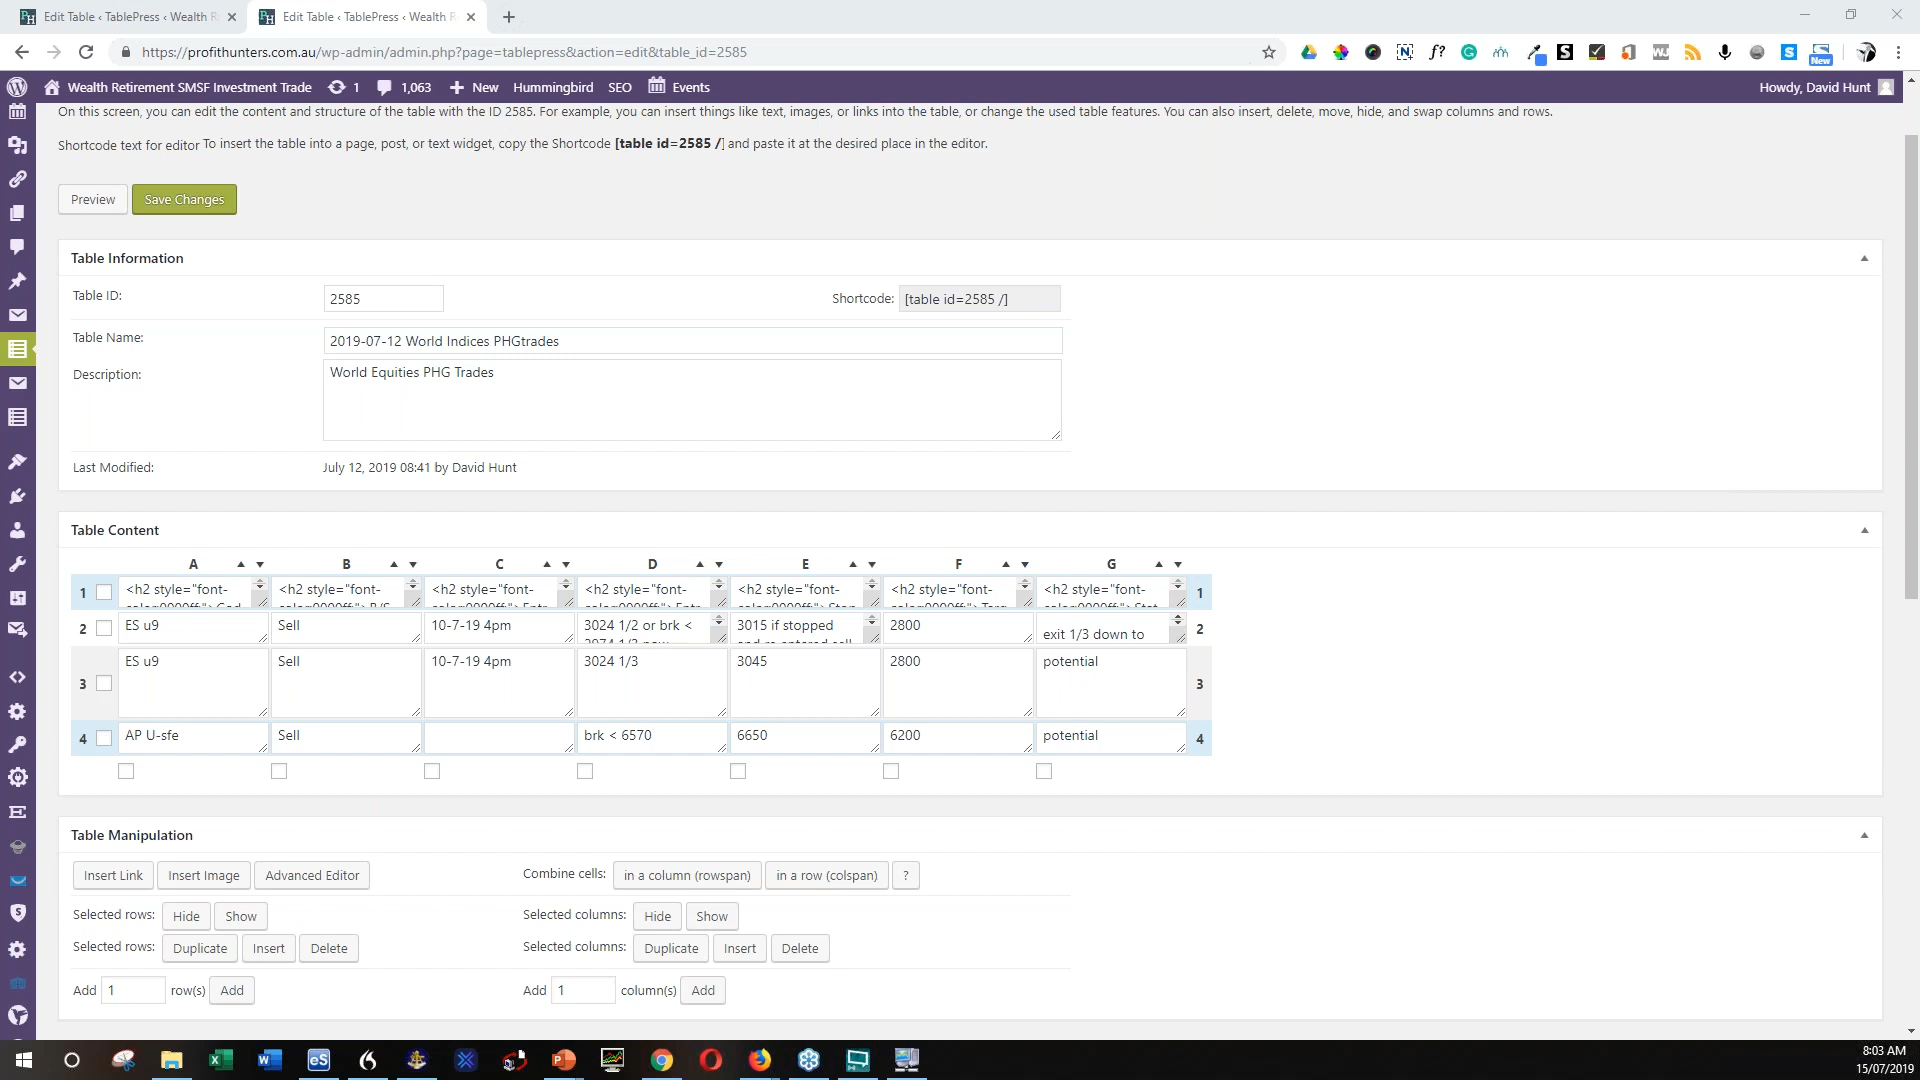 Edit Table ‹ TablePress ‹ Wealth R
Edit Table ‹ TablePress ‹ Wealth R
https://profithunters.com.au/wp-admin/admin.php?page=tablepress&action=edit&table_id=2585
New
Wealth Retirement SMSF Investment Trade 1 1,063 New Hummingbird SEO Events Howdy, David Hunt
On this screen, you can edit the content and structure of the table with the ID 2585. For example, you can insert things like text, images, or links into the table, or change the used table features. You can also insert, delete, move, hide, and swap columns and rows.
Shortcode text for editor To insert the table into a page, post, or text widget, copy the Shortcode [table id=2585 /] and paste it at the desired place in the editor.
Preview Save Changes
Table Information
Table ID: 2585 Shortcode: [table id=2585 /]
Table Name: 2019-07-12 World Indices PHGtrades
Description: World Equities PHG Trades
Last Modified: July 12, 2019 08:41 by David Hunt
Table Content
A B C D E F G
1 <h2 style="font- <h2 style="font- <h2 style="font- <h2 style="font- <h2 style="font- <h2 style="font- <h2 style="font- 1
2 ES u9 Sell 10-7-19 4pm 3024 1/2 or brk < 3015 if stopped 2800 exit 1/3 down to 2
3 ES u9 Sell 10-7-19 4pm 3024 1/3 3045 2800 potential 3
4 AP U-sfe Sell brk < 6570 6650 6200 potential 4
Table Manipulation
Insert Link Insert Image Advanced Editor Combine cells: in a column (rowspan) in a row (colspan) ?
Selected rows: Hide Show Selected columns: Hide Show
Selected rows: Duplicate Insert Delete Selected columns: Duplicate Insert Delete
Add 1 row(s) Add Add 1 column(s) Add
8:03 AM
15/07/2019